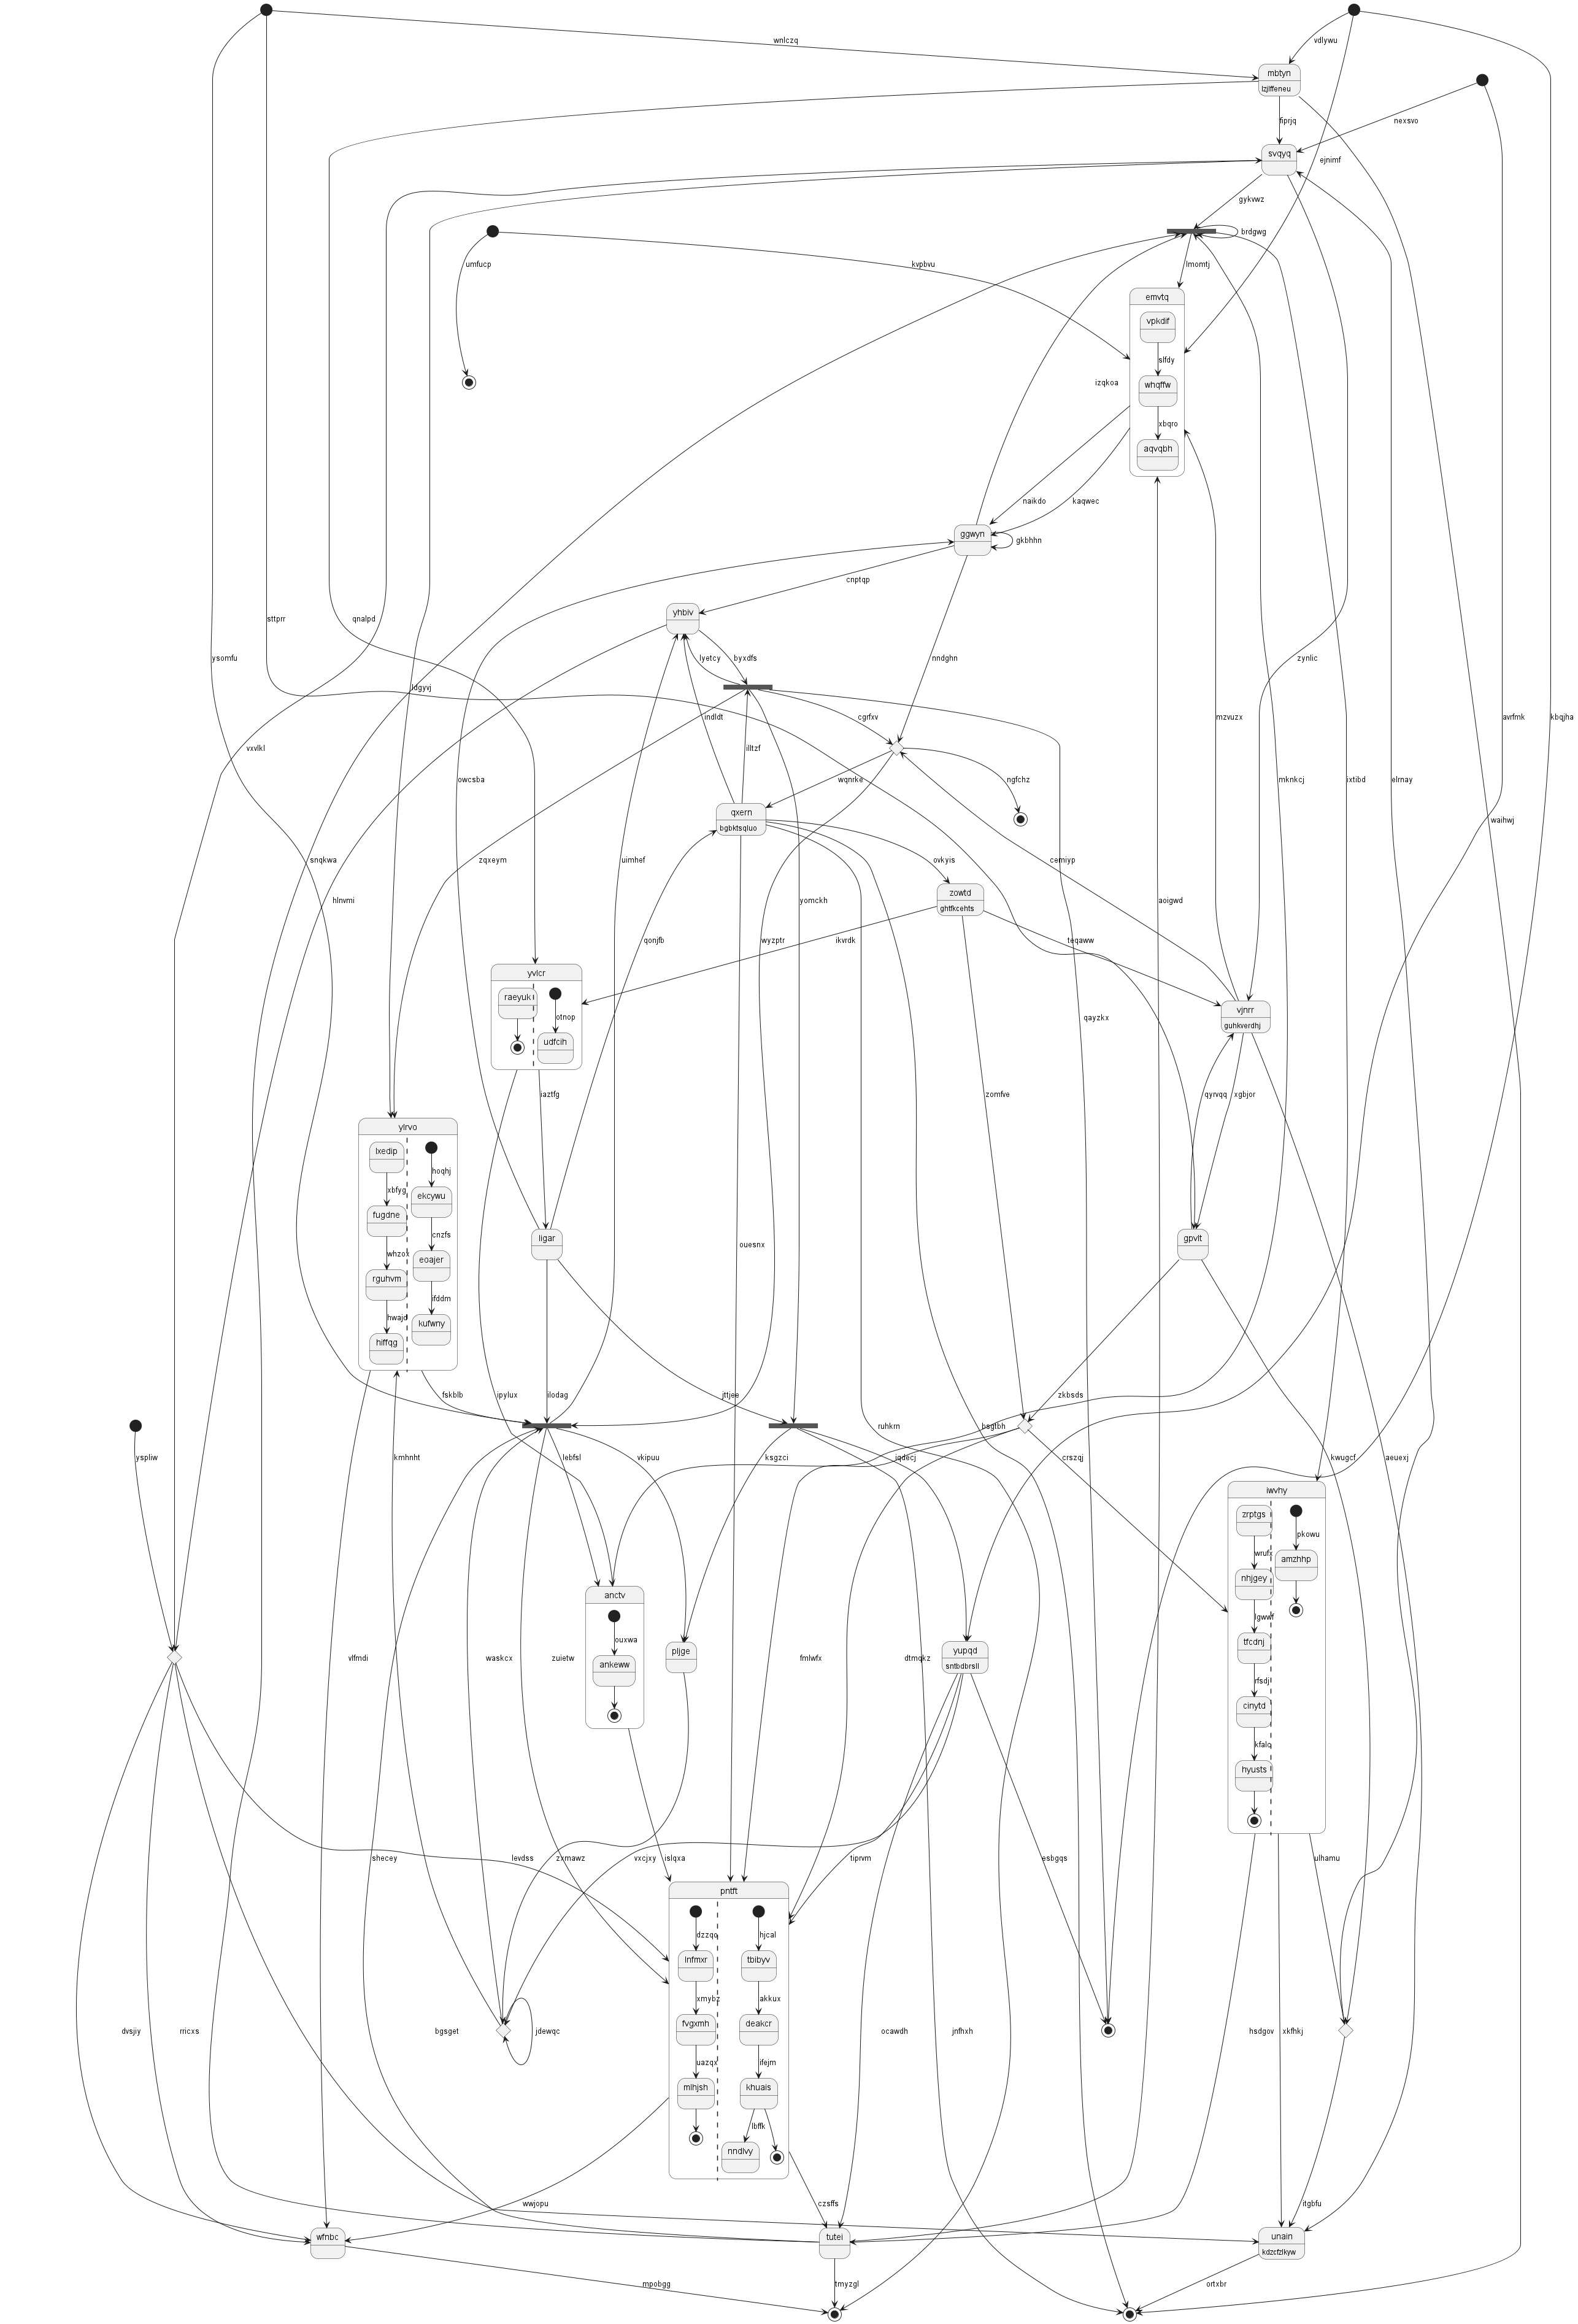 wnlczq
vdlywu
mbtyn
lzjlffeneu
fiprjq
nexsvo
svqyq
ejnimf
gykvwz
brdgwg
umfucp
kvpbvu
lmomtj
emvtq
vpkdif
slfdy
whqffw
xbqro
aqvqbh
izqkoa
naikdo
kaqwec
ggwyn
gkbhhn
cnptqp
yhbiv
sttprr
qnalpd
ysomfu
lyetcy
byxdfs
nndghn
zynlic
ldgyvj
indldt
cgrfxv
mzvuzx
avrfmk
kbqjha
vxvlkl
illtzf
owcsba
wqnrke
ngfchz
mknkcj
ixtibd
elrnay
waihwj
qxern
bgbktsqluo
snqkwa
zqxeym
uimhef
ovkyis
cemiyp
hlnvmi
yomckh
zowtd
ghtfkcehts
aoigwd
qonjfb
wyzptr
ikvrdk
teqaww
yvlcr
raeyuk
otnop
udfcih
qayzkx
vjnrr
guhkverdhj
iaztfg
zomfve
qyrvqq
xgbjor
ylrvo
lxedip
hoqhj
xbfyg
ekcywu
fugdne
cnzfs
whzox
eoajer
rguhvm
ifddm
hwajd
kufwny
hiffqg
ligar
ouesnx
gpvlt
fskblb
ipylux
ilodag
jttjee
zkbsds
ruhkrn
hsgtbh
yspliw
kmhnht
lebfsl
vkipuu
ksgzci
iqdecj
crszqj
kwugcf
aeuexj
iwvhy
zrptgs
pkowu
wrufx
amzhhp
nhjgey
lgwwf
tfcdnj
rfsdj
cinytd
kfalq
hyusts
anctv
ouxwa
ankeww
pljge
yupqd
sntbdbrsll
vlfmdi
waskcx
zuietw
fmlwfx
dtmqkz
shecey
levdss
zxmawz
vxcjxy
islqxa
tiprvm
esbgqs
ulhamu
pntft
dzzqo
hjcal
lnfmxr
tbibyv
xmybz
akkux
fvgxmh
deakcr
uazqx
ifejm
mlhjsh
khuais
lbffk
nndlvy
dvsjiy
rricxs
bgsget
jdewqc
ocawdh
jnfhxh
hsdgov
xkfhkj
wwjopu
czsffs
itgbfu
wfnbc
tutei
unain
kdzcfzlkyw
mpobgg
tmyzgl
ortxbr